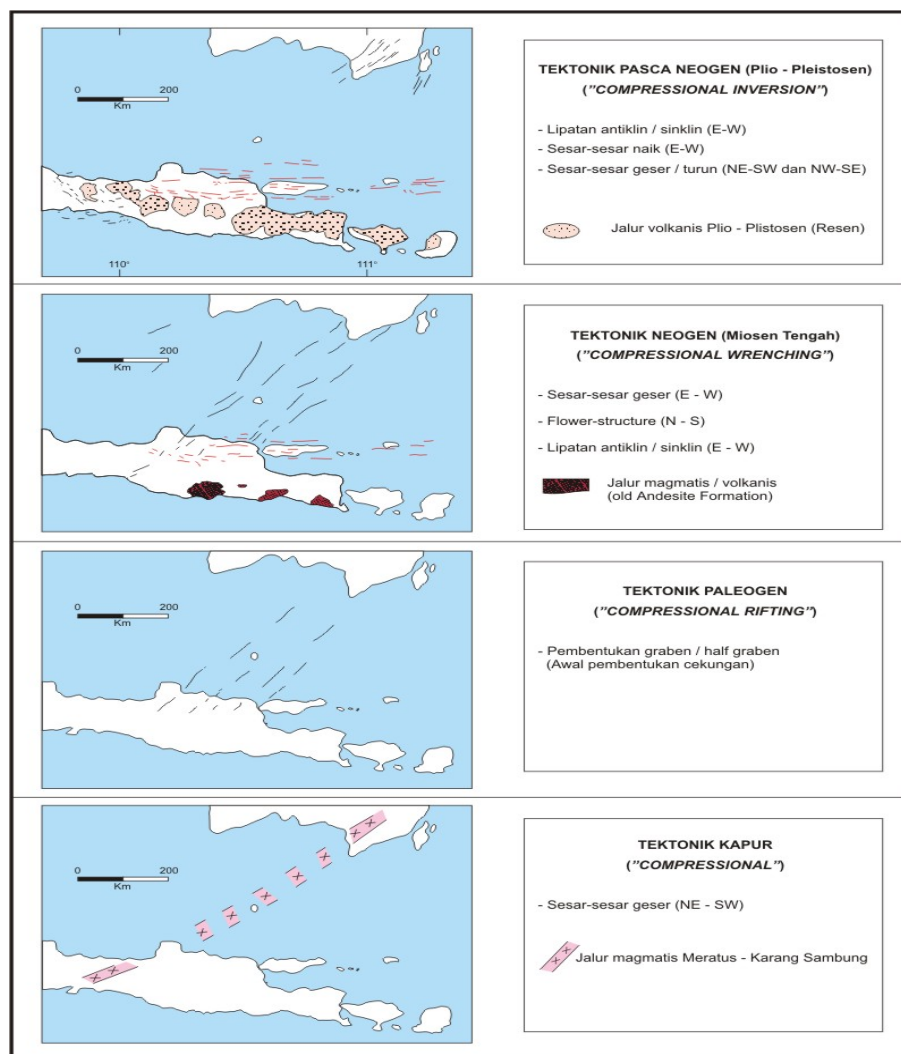 0 200
Km
110° 111°
TEKTONIK PASCA NEOGEN (Plio - Pleistosen)
("COMPRESSIONAL INVERSION")
- Lipatan antiklin / sinklin (E-W)
- Sesar-sesar naik (E-W)
- Sesar-sesar geser / turun (NE-SW dan NW-SE)
Jalur volkanis Plio - Plistosen (Resen)
0 200
Km
TEKTONIK NEOGEN (Miosen Tengah)
("COMPRESSIONAL WRENCHING")
- Sesar-sesar geser (E - W)
- Flower-structure (N - S)
- Lipatan antiklin / sinklin (E - W)
Jalur magmatis / volkanis
(old Andesite Formation)
0 200
Km
TEKTONIK PALEOGEN
("COMPRESSIONAL RIFTING")
- Pembentukan graben / half graben
(Awal pembentukan cekungan)
0 200
Km
TEKTONIK KAPUR
("COMPRESSIONAL")
- Sesar-sesar geser (NE - SW)
Jalur magmatis Meratus - Karang Sambung